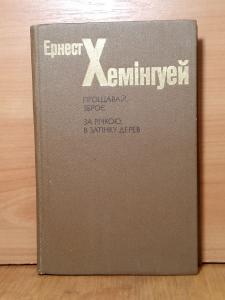 Ернест
Хемінгуей
ПРОЩАВАЙ,
ЗБРОЄ
ЗА РІЧКОЮ,
В ЗАТІНКУ ДЕРЕВ